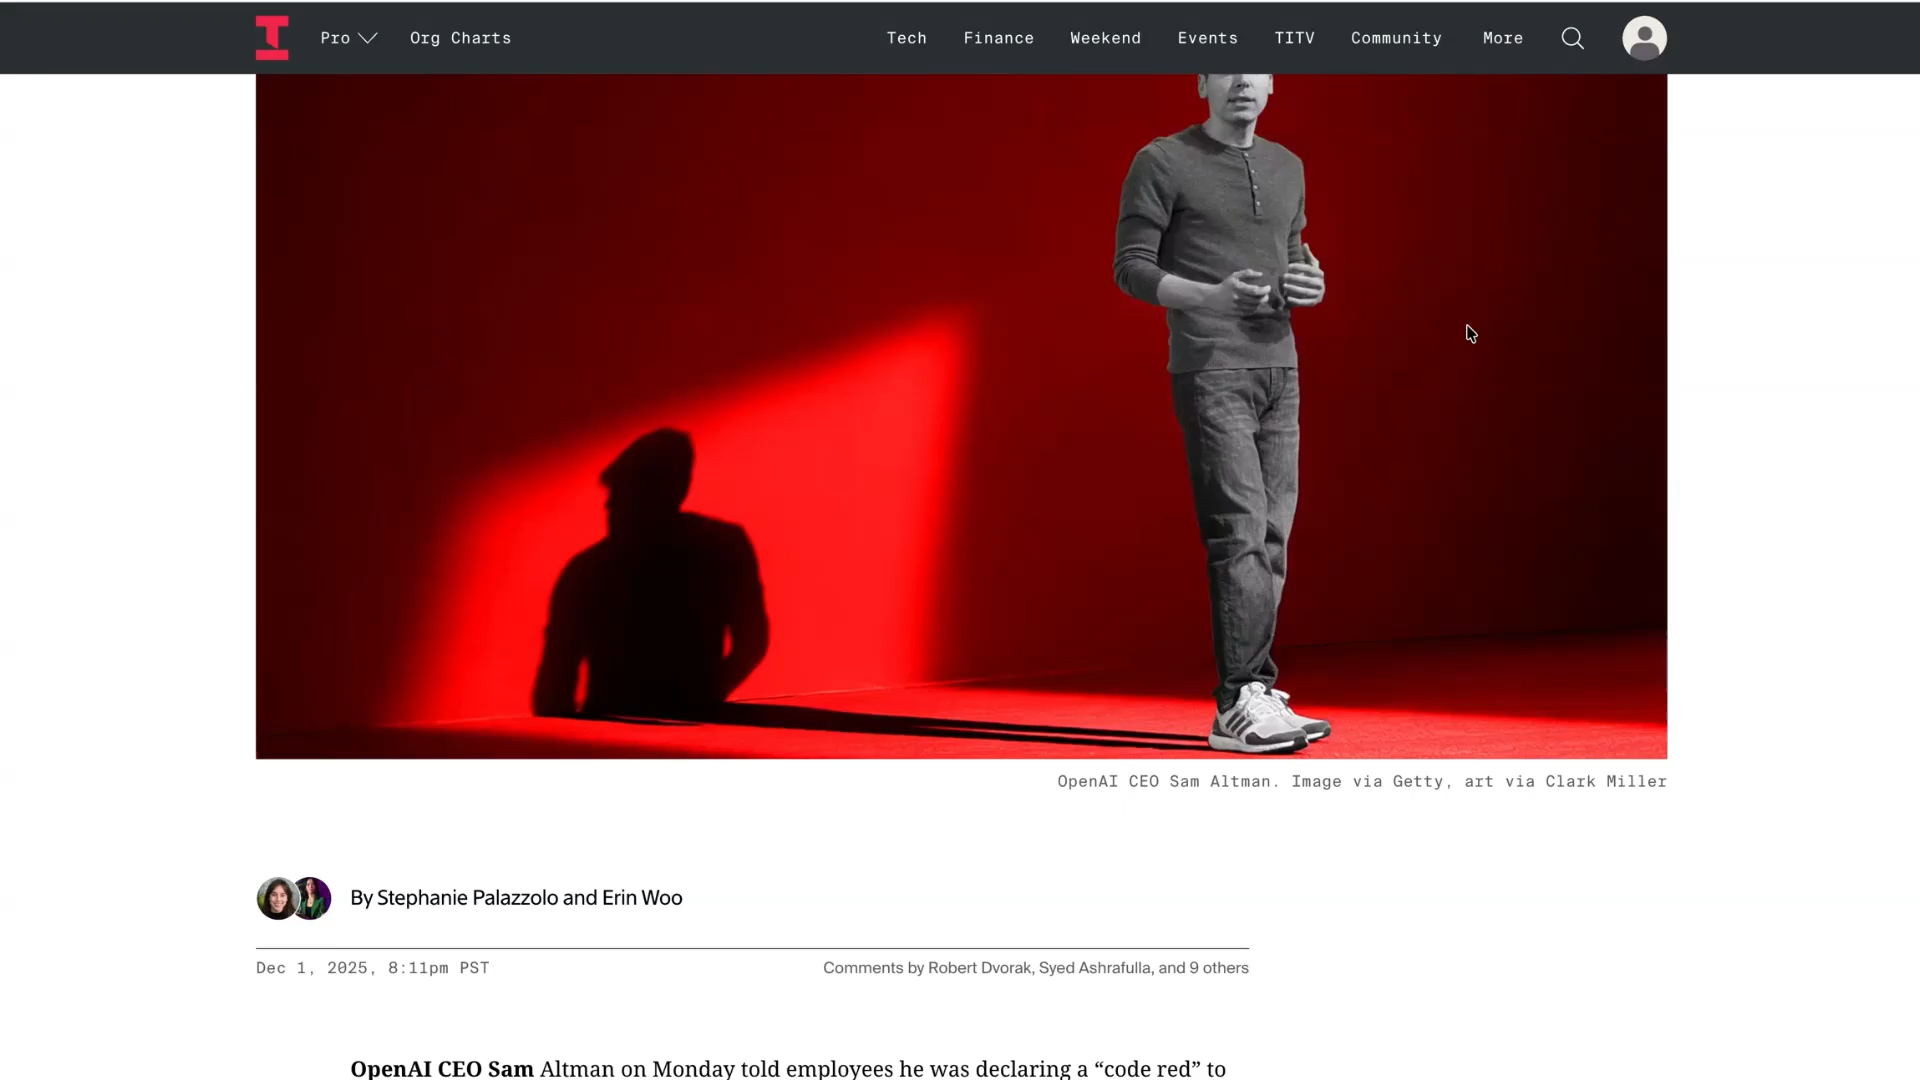 Pro
Org Charts
Tech
Finance
Weekend
Events
TITV
Community
More
OpenAI CEO Sam Altman. Image via Getty, art via Clark Miller
By Stephanie Palazzolo and Erin Woo
Dec 1, 2025, 8:11pm PST
Comments by Robert Dvorak, Syed Ashrafulla, and 9 others
OpenAI CEO Sam Altman on Monday told employees he was declaring a “code red” to